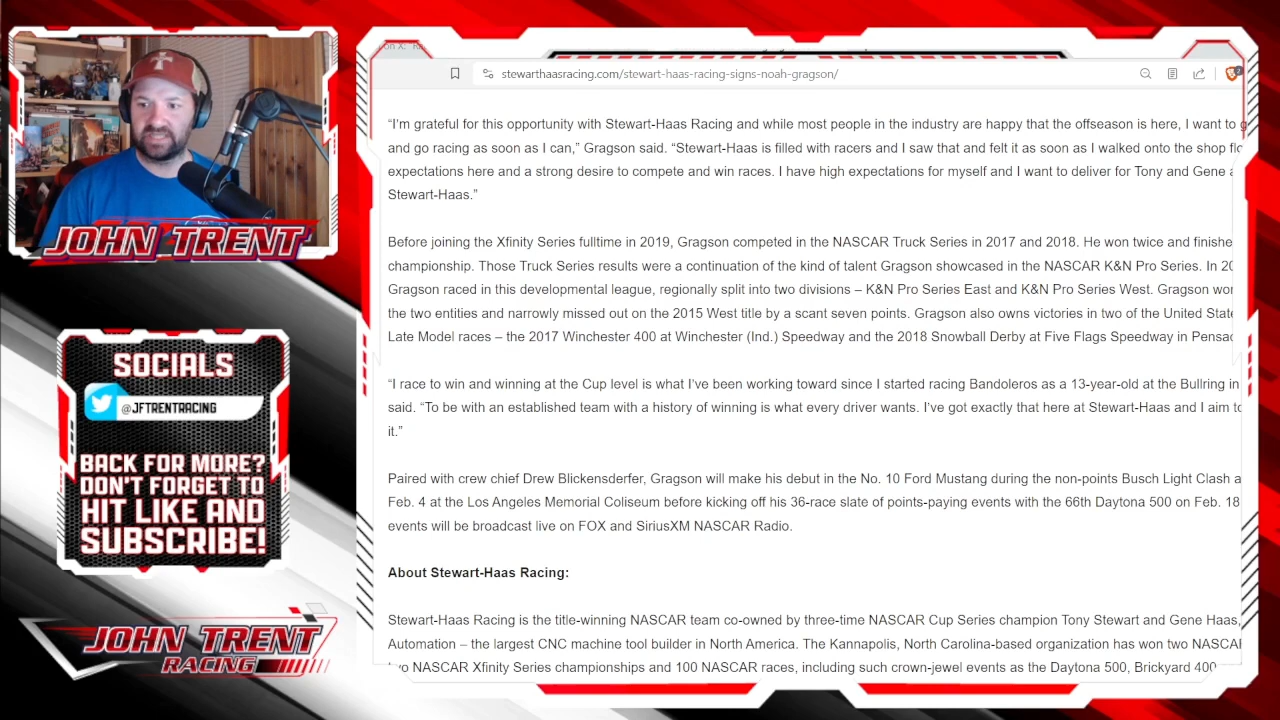 stewarthaasracing.com/stewart-haas-racing-signs-noah-gragson/
“I’m grateful for this opportunity with Stewart-Haas Racing and while most people in the industry are happy that the offseason is here, I want to
and go racing as soon as I can,” Gragson said. “Stewart-Haas is filled with racers and I saw that and felt it as soon as I walked onto the shop
expectations here and a strong desire to compete and win races. I have high expectations for myself and I want to deliver for Tony and Gene
Stewart-Haas.”
Before joining the Xfinity Series fulltime in 2019, Gragson competed in the NASCAR Truck Series in 2017 and 2018. He won twice and
championship. Those Truck Series results were a continuation of the kind of talent Gragson showcased in the NASCAR K&N Pro Series. In
Gragson raced in this developmental league, regionally split into two divisions – K&N Pro Series East and K&N Pro Series West. Gragson
the two entities and narrowly missed out on the 2015 West title by a scant seven points. Gragson also owns victories in two of the United
Late Model races – the 2017 Winchester 400 at Winchester (Ind.) Speedway and the 2018 Snowball Derby at Five Flags Speedway in
“I race to win and winning at the Cup level is what I’ve been working toward since I started racing Bandoleros as a 13-year-old at the Bullring in
said. “To be with an established team with a history of winning is what every driver wants. I’ve got exactly that here at Stewart-Haas and I aim
it.”
Paired with crew chief Drew Blickensderfer, Gragson will make his debut in the No. 10 Ford Mustang during the non-points Busch Light Clash
Feb. 4 at the Los Angeles Memorial Coliseum before kicking off his 36-race slate of points-paying events with the 66th Daytona 500 on Feb. 18
events will be broadcast live on FOX and SiriusXM NASCAR Radio.
About Stewart-Haas Racing:
Stewart-Haas Racing is the title-winning NASCAR team co-owned by three-time NASCAR Cup Series champion Tony Stewart and Gene Haas,
Automation – the largest CNC machine tool builder in North America. The Kannapolis, North Carolina-based organization has won two
two NASCAR Xfinity Series championships and 100 NASCAR races, including such crown-jewel events as the Daytona 500, Brickyard 400
JOHN TRENT
SOCIALS
@JFTRENTRACING
BACK FOR MORE?
DON'T FORGET TO
HIT LIKE AND
SUBSCRIBE!
JOHN TRENT
RACING